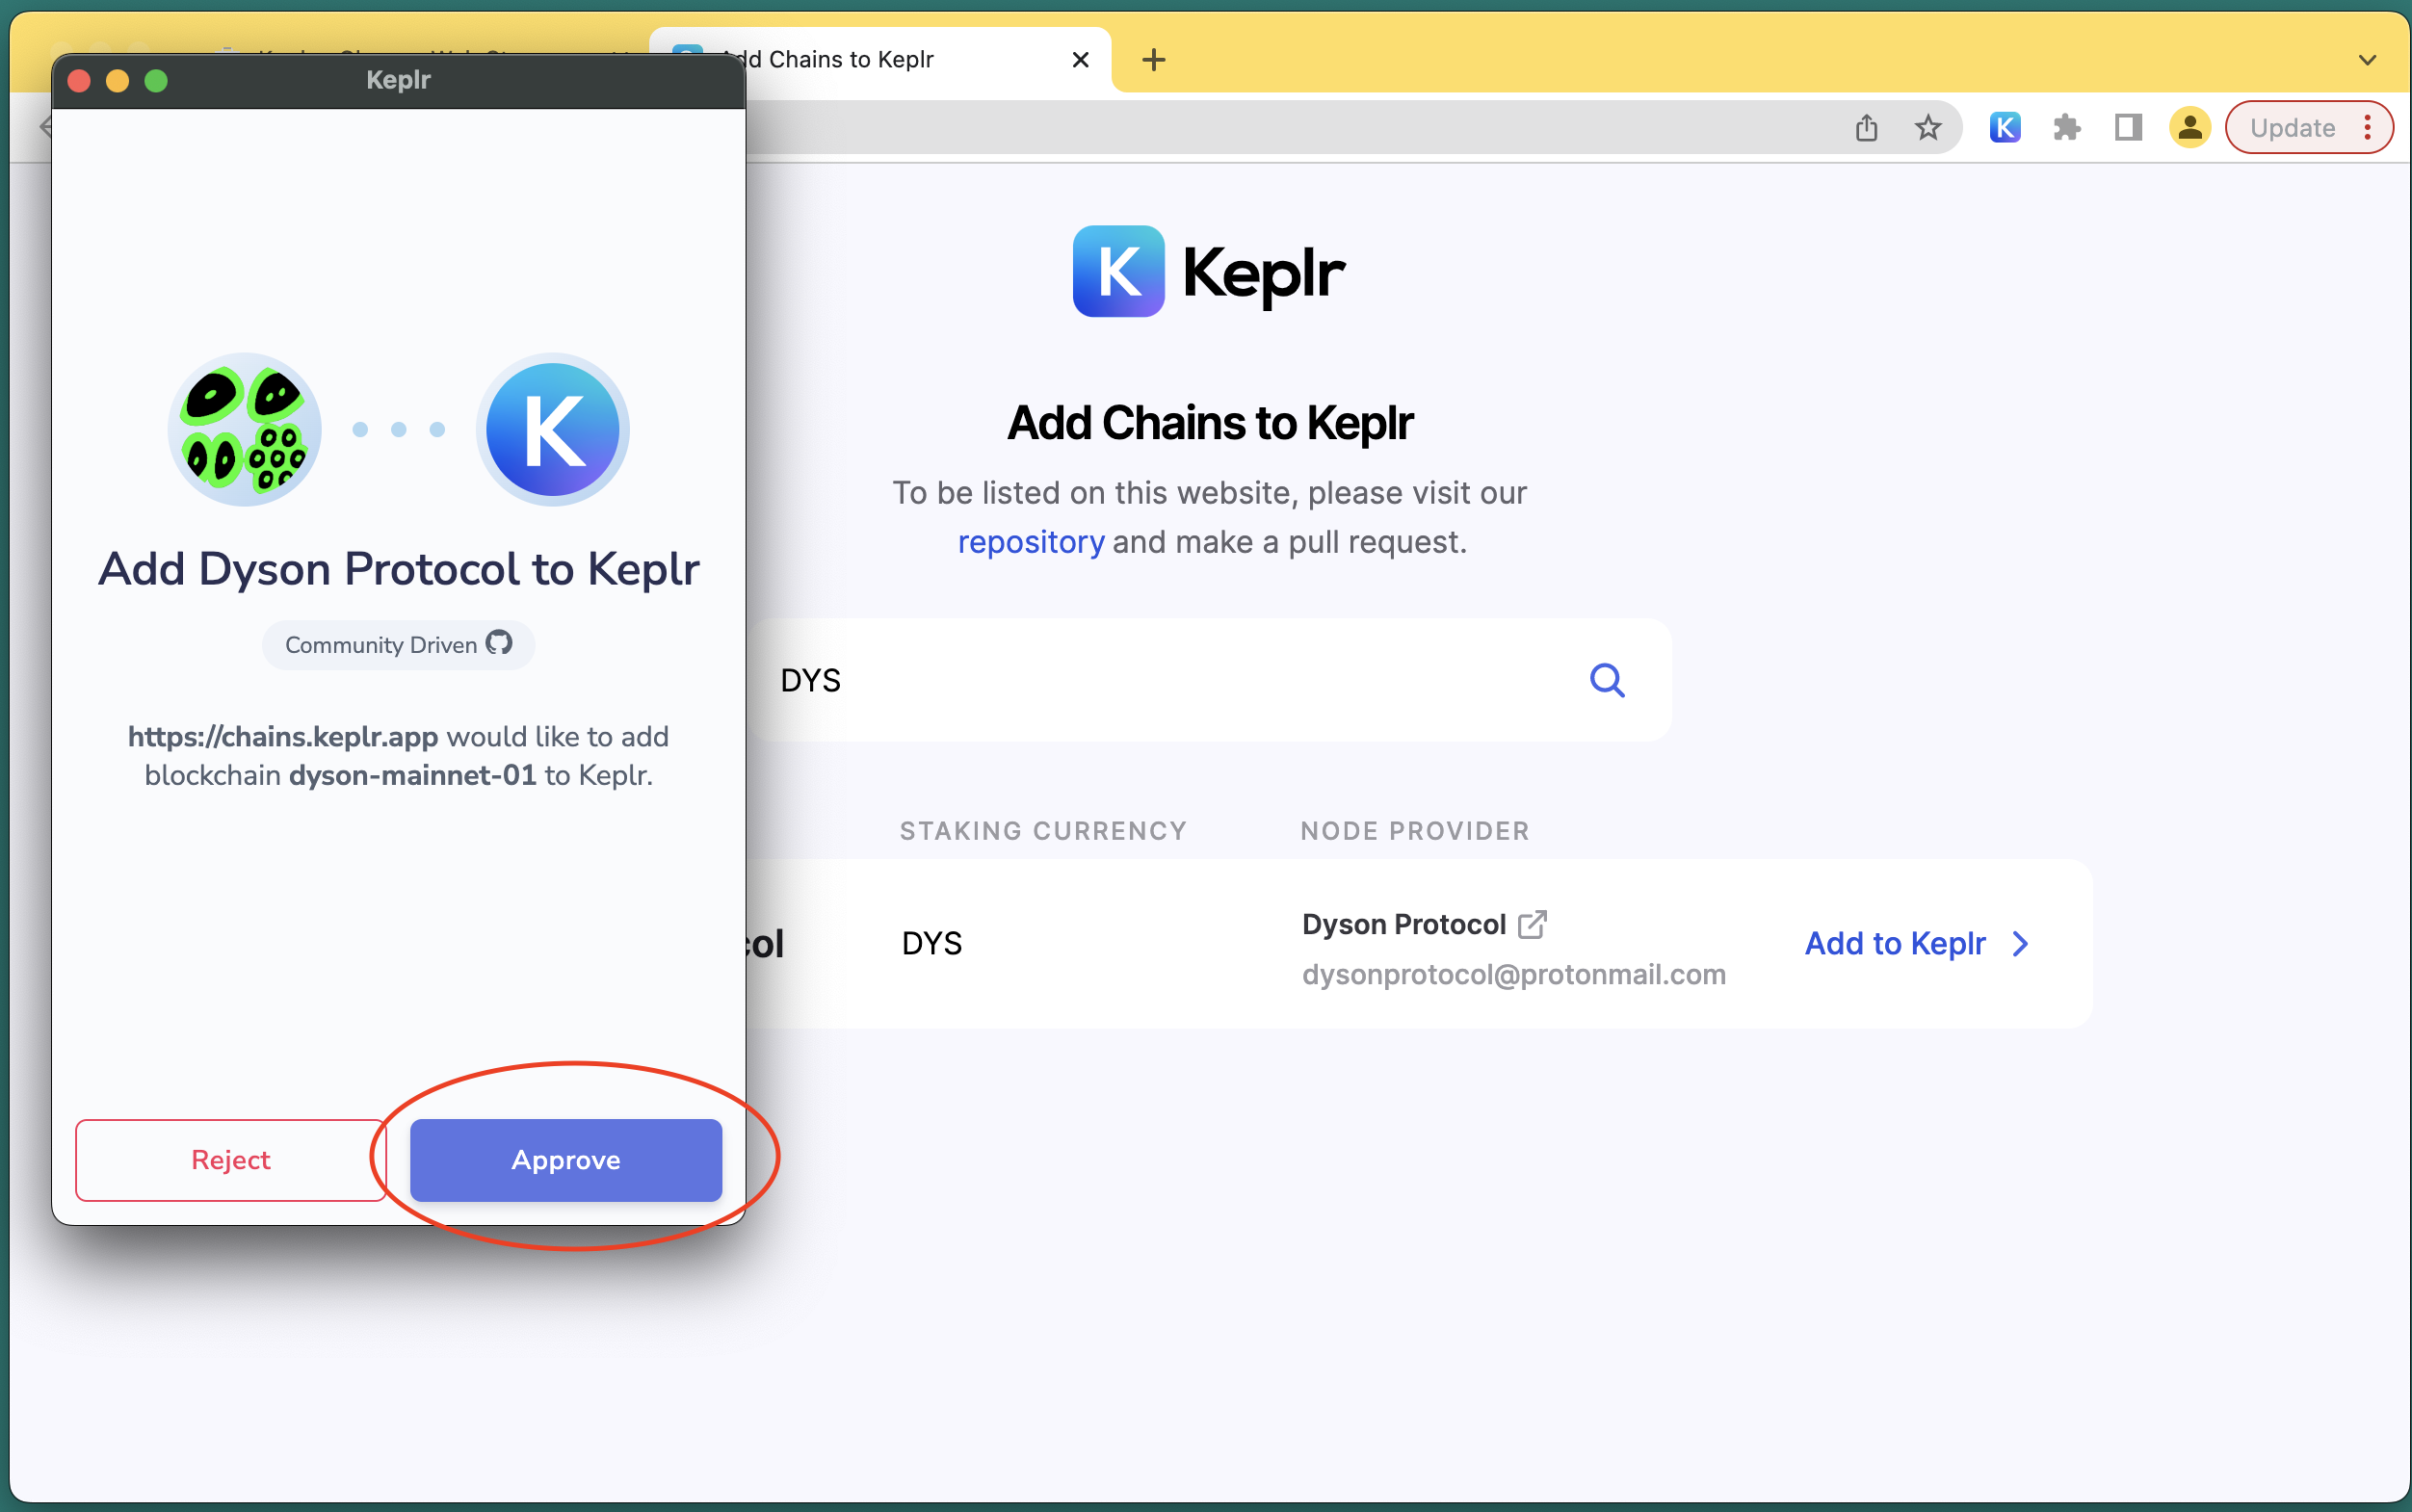 Add Chains to Keplr
Update
Keplr
Add Dyson Protocol to Keplr
Community Driven
https://chains.keplr.app would like to add
blockchain dyson-mainnet-01 to Keplr.
Reject
Approve
Keplr
Add Chains to Keplr
To be listed on this website, please visit our
repository and make a pull request.
DYS
STAKING CURRENCY
NODE PROVIDER
col
DYS
Dyson Protocol
dysonprotocol@protonmail.com
Add to Keplr